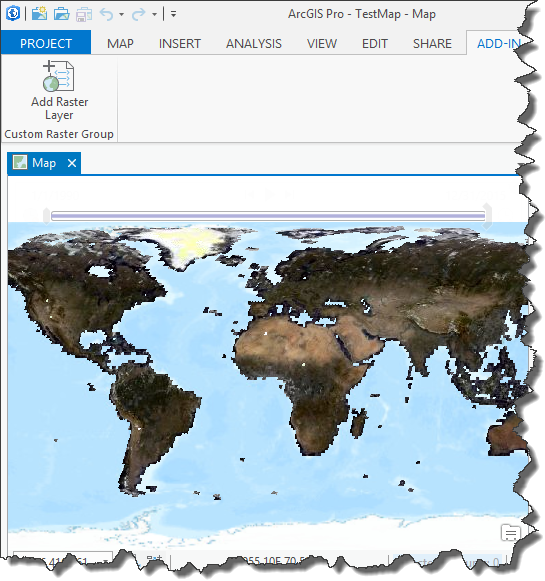 ArcGIS Pro - TestMap - Map
PROJECT MAP INSERT ANALYSIS VIEW EDIT SHARE ADD-IN
Add Raster
Layer
Custom Raster Group
Map